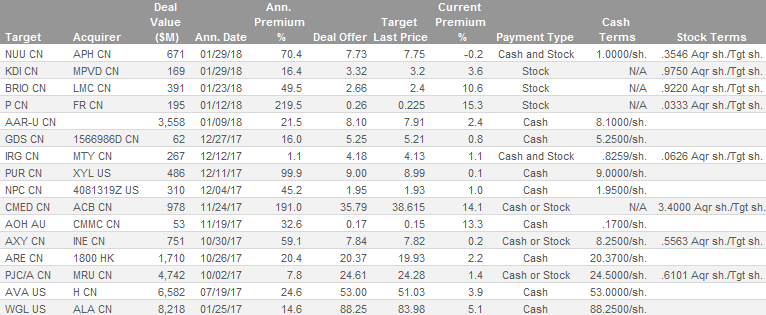 Deal Ann. Target Current
Value Premium Premium Cash
Target Acquirer ($M) Ann. Date % Deal Offer Last Price % Payment Type Terms Stock Terms
NUU CN APH CN 671 01/29/18 70.4 7.73 7.75 -0.2 Cash and Stock 1.0000/sh. .3546 Aqr sh./Tgt sh.
KDI CN MPVD CN 169 01/29/18 16.4 3.32 3.2 3.6 Stock N/A .9750 Aqr sh./Tgt sh.
BRIO CN LMC CN 391 01/23/18 49.5 2.66 2.4 10.6 Stock N/A .9220 Aqr sh./Tgt sh.
P CN FR CN 195 01/12/18 219.5 0.26 0.225 15.3 Stock N/A .0333 Aqr sh./Tgt sh.
AAR-U CN 3,558 01/09/18 21.5 8.10 7.91 2.4 Cash 8.1000/sh.
GDS CN 1566986D CN 62 12/27/17 16.0 5.25 5.21 0.8 Cash 5.2500/sh.
IRG CN MTY CN 267 12/12/17 1.1 4.18 4.13 1.1 Cash and Stock .8259/sh. .0626 Aqr sh./Tgt sh.
PUR CN XYL US 486 12/11/17 99.9 9.00 8.99 0.1 Cash 9.0000/sh.
NPC CN 4081319Z US 310 12/04/17 45.2 1.95 1.93 1.0 Cash 1.9500/sh.
CMED CN ACB CN 978 11/24/17 191.0 35.79 38.615 14.1 Cash or Stock N/A 3.4000 Aqr sh./Tgt sh.
AOH AU CMMC CN 53 11/19/17 32.6 0.17 0.15 13.3 Cash .1700/sh.
AXY CN INE CN 751 10/30/17 59.1 7.84 7.82 0.2 Cash or Stock 8.2500/sh. .5563 Aqr sh./Tgt sh.
ARE CN 1800 HK 1,710 10/26/17 20.4 20.37 19.93 2.2 Cash 20.3700/sh.
PJC/A CN MRU CN 4,742 10/02/17 7.8 24.61 24.28 1.4 Cash or Stock 24.5000/sh. .6101 Aqr sh./Tgt sh.
AVA US H CN 6,582 07/19/17 24.6 53.00 51.03 3.9 Cash 53.0000/sh.
WGL US ALA CN 8,218 01/25/17 14.6 88.25 83.98 5.1 Cash 88.2500/sh.